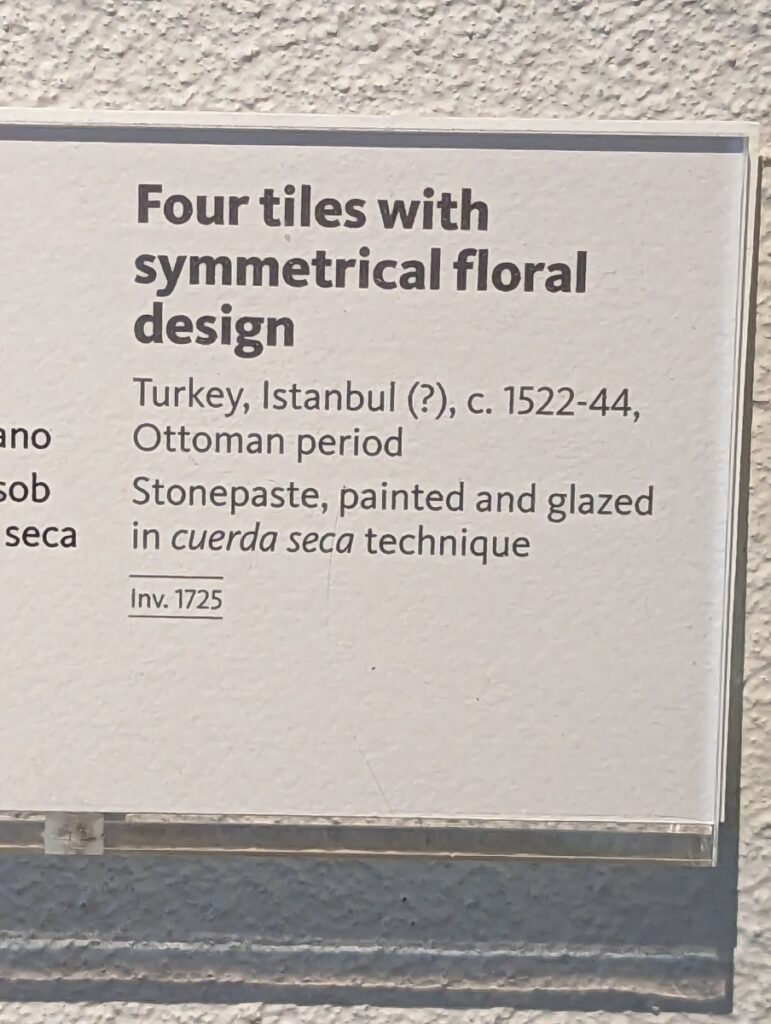 Four tiles with
symmetrical floral
design
Turkey, Istanbul (?), c. 1522-44,
Ottoman period
Stonepaste, painted and glazed
in cuerda seca technique
Inv. 1725
ano
sob
seca